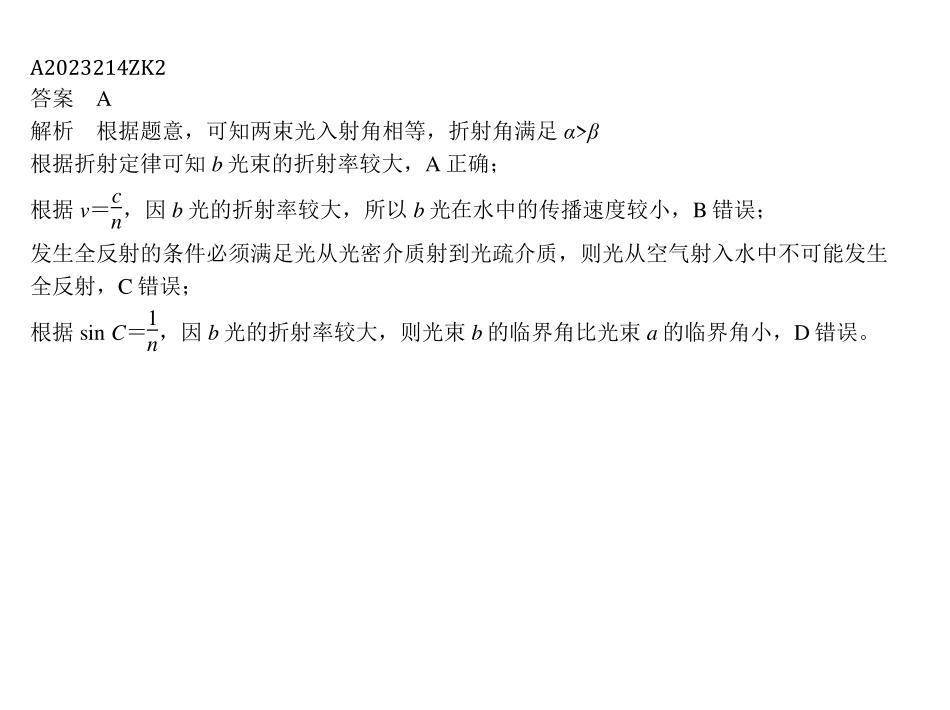 A2023214ZK2
答案　A
解析　根据题意，可知两束光入射角相等，折射角满足 α>β
根据折射定律可知 b 光束的折射率较大，A 正确；
根据 v＝c/n，因 b 光的折射率较大，所以 b 光在水中的传播速度较小，B 错误；
发生全反射的条件必须满足光从光密介质射到光疏介质，则光从空气射入水中不可能发生
全反射，C 错误；
根据 sin C＝1/n，因 b 光的折射率较大，则光束 b 的临界角比光束 a 的临界角小，D 错误。